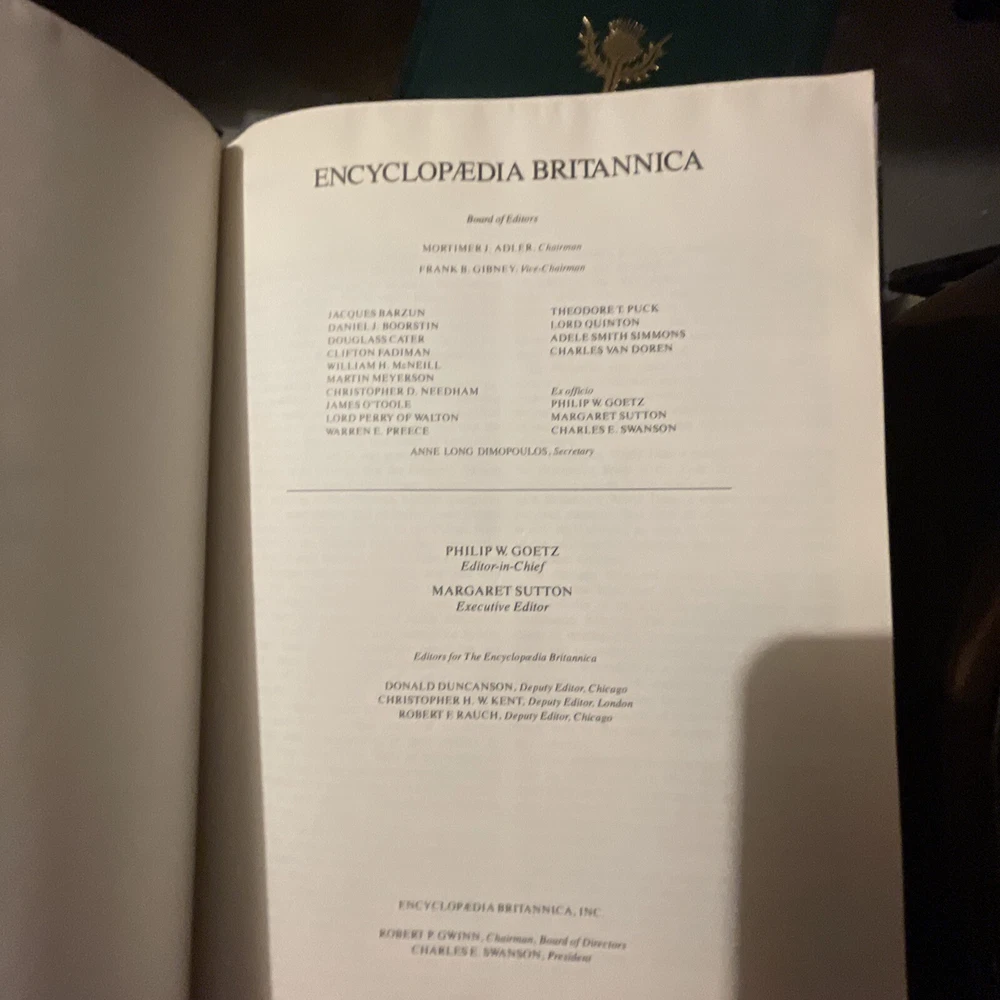 ENCYCLOPÆDIA BRITANNICA
Board of Editors
MORTIMER J. ADLER, Chairman
FRANK B. GIBNEY, Vice-Chairman
JACQUES BARZUN
DANIEL J. BOORSTIN
DOUGLASS CATER
CLIFTON FADIMAN
WILLIAM H. McNEILL
MARTIN MEYERSON
CHRISTOPHER D. NEEDHAM
JAMES O'TOOLE
LORD PERRY OF WALTON
WARREN E. PREECE
THEODORE T. PUCK
LORD QUINTON
ADELE SMITH SIMMONS
CHARLES VAN DOREN
Ex officio
PHILIP W. GOETZ
MARGARET SUTTON
CHARLES E. SWANSON
ANNE LONG DIMOPOULOS, Secretary
PHILIP W. GOETZ
Editor-in-Chief
MARGARET SUTTON
Executive Editor
Editors for The Encyclopædia Britannica
DONALD DUNCANSON, Deputy Editor, Chicago
CHRISTOPHER H. W. KENT, Deputy Editor, London
ROBERT F. RAUCH, Deputy Editor, Chicago
ENCYCLOPÆDIA BRITANNICA, INC.
ROBERT P. GWINN, Chairman, Board of Directors
CHARLES E. SWANSON, President